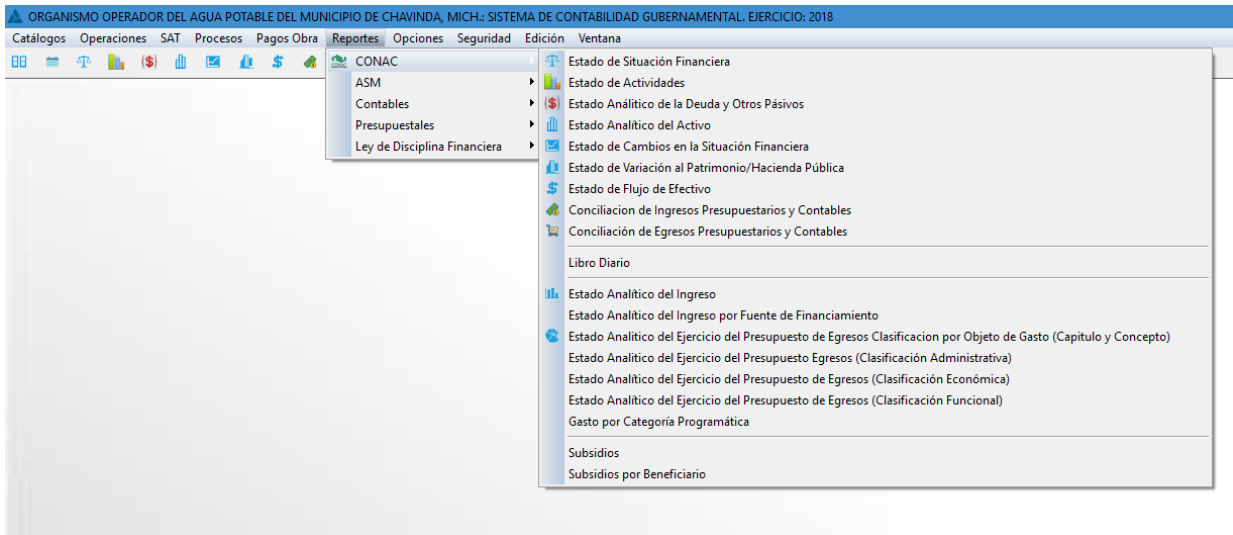 ORGANISMO OPERADOR DEL AGUA POTABLE DEL MUNICIPIO DE CHAVINDA, MICH.: SISTEMA DE CONTABILIDAD GUBERNAMENTAL. EJERCICIO: 2018
Catálogos Operaciones SAT Procesos Pagos Obra Reportes Opciones Seguridad Edición Ventana
CONAC
ASM
Contables
Presupuestales
Ley de Disciplina Financiera
Estado de Situación Financiera
Estado de Actividades
Estado Análitico de la Deuda y Otros Pásivos
Estado Analítico del Activo
Estado de Cambios en la Situación Financiera
Estado de Variación al Patrimonio/Hacienda Pública
Estado de Flujo de Efectivo
Conciliacion de Ingresos Presupuestarios y Contables
Conciliación de Egresos Presupuestarios y Contables
Libro Diario
Estado Analítico del Ingreso
Estado Analítico del Ingreso por Fuente de Financiamiento
Estado Analítico del Ejercicio del Presupuesto de Egresos Clasificacion por Objeto de Gasto (Capitulo y Concepto)
Estado Analitico del Ejercicio del Presupuesto Egresos (Clasificación Administrativa)
Estado Analítico del Ejercicio del Presupuesto de Egresos (Clasificación Económica)
Estado Analítico del Ejercicio del Presupuesto de Egresos (Clasificación Funcional)
Gasto por Categoría Programática
Subsidios
Subsidios por Beneficiario